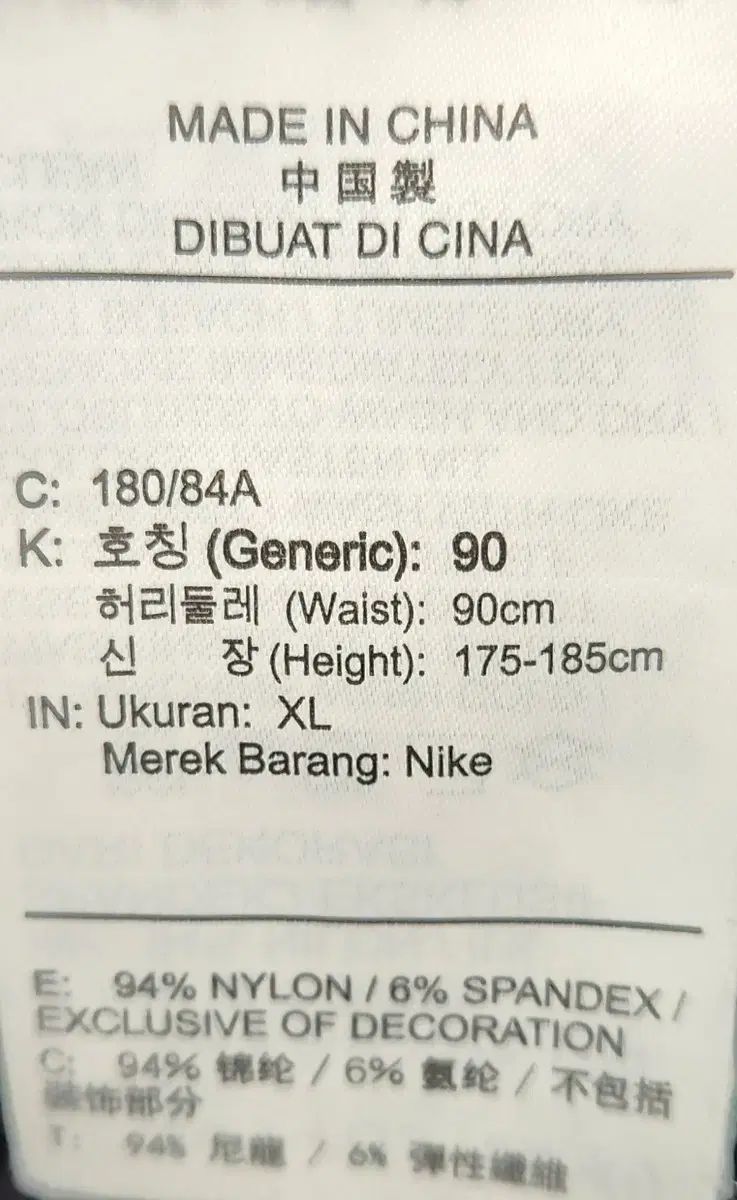 MADE IN CHINA
中国製
DIBUAT DI CINA
C: 180/84A
K: 호칭 (Generic): 90
허리둘레 (Waist): 90cm
신 장 (Height): 175-185cm
IN: Ukuran: XL
Merek Barang: Nike
E: 94% NYLON / 6% SPANDEX /
EXCLUSIVE OF DECORATION
C: 94% 锦纶 / 6% 氨纶 / 不包括
装饰部分
T: 94% 尼龍 / 6% 彈性纖維